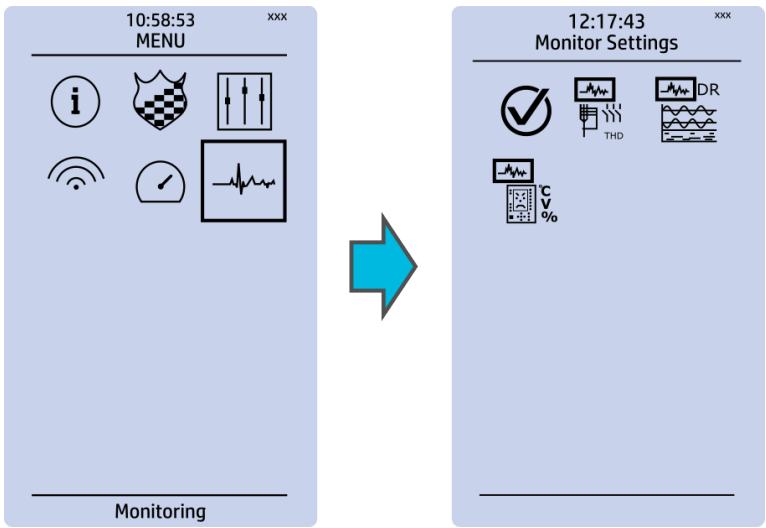 10:58:53 xxx
MENU
i
Monitoring
12:17:43 xxx
Monitor Settings
DR
THD
°C
V
%